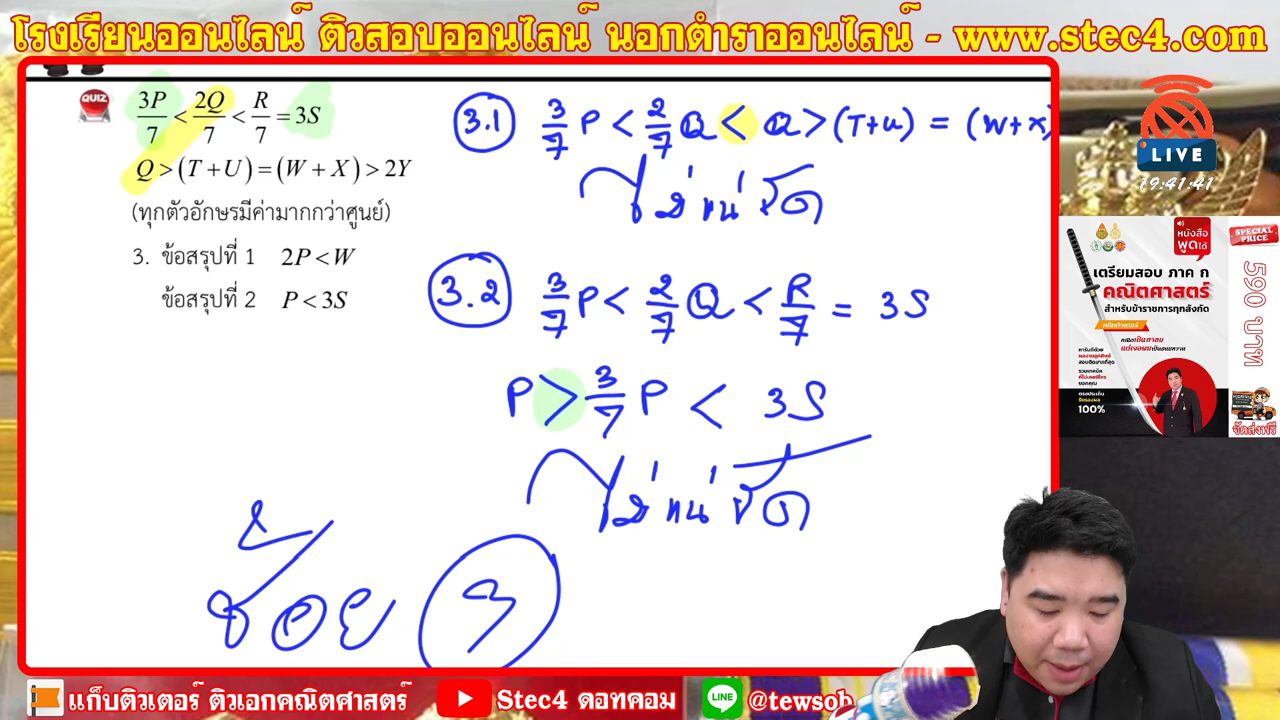 โรงเรียนออนไลน์ ติวสอบออนไลน์ นอกตำราออนไลน์ - www.stec4.com
QUIZ
3P/7 < 2Q/7 < R/7 = 3S
Q > (T + U) = (W + X) > 2Y
(ทุกตัวอักษรมีค่ามากกว่าศูนย์)
3. ข้อสรุปที่ 1 2P < W
ข้อสรุปที่ 2 P < 3S
3.1 3/7 P < 2/7 Q < Q > (T+U) = (W+X)
ไม่แน่ชัด
3.2 3/7 P < 2/7 Q < R/7 = 3S
P > 3/7 P < 3S
ไม่แน่ชัด
ช้อย 3
LIVE
19:41:41
หนังสือ
พูดได้
SPECIAL
PRICE
เตรียมสอบ ภาค ก
คณิตศาสตร์
สำหรับข้าราชการทุกสังกัด
100%
590 บาท
จัดส่งฟรี
แก๊บติวเตอร์ ติวเอกคณิตศาสตร์
Stec4 ดอทคอม
LINE
@tewsob